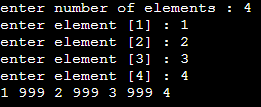 enter number of elements : 4
enter element [1] : 1
enter element [2] : 2
enter element [3] : 3
enter element [4] : 4
1 999 2 999 3 999 4